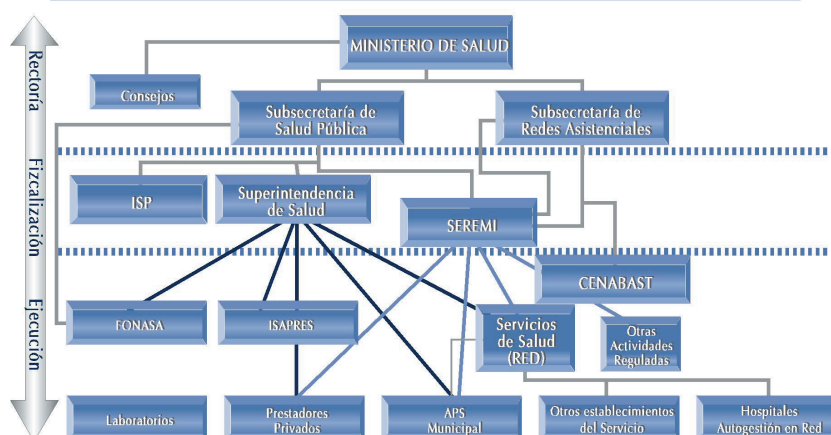 MINISTERIO DE SALUD
Consejos
Subsecretaría de
Salud Pública
Subsecretaría de
Redes Asistenciales
Rectoría
Fizcalización
Ejecución
ISP
Superintendencia
de Salud
SEREMI
CENABAST
FONASA
ISAPRES
Servicios
de Salud
(RED)
Otras
Actividades
Reguladas
Laboratorios
Prestadores
Privados
APS
Municipal
Otros establecimientos
del Servicio
Hospitales
Autogestión en Red